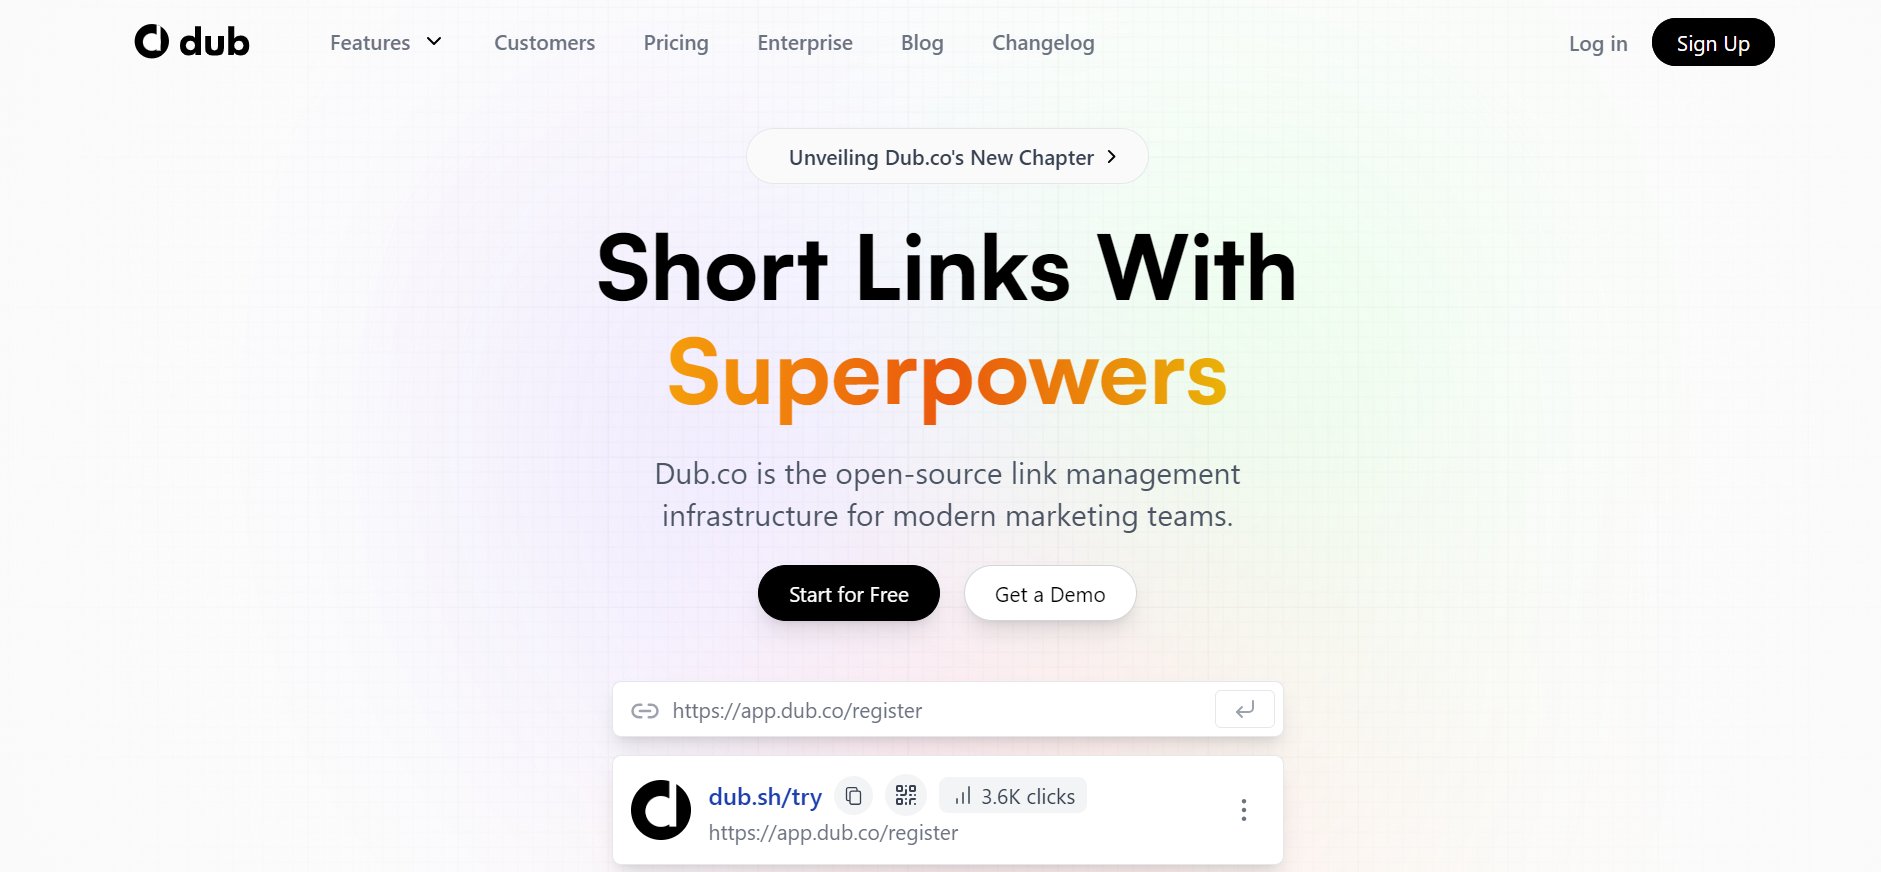 dub
Features Customers Pricing Enterprise Blog Changelog Log in Sign Up
Unveiling Dub.co's New Chapter
Short Links With
Superpowers
Dub.co is the open-source link management
infrastructure for modern marketing teams.
Start for Free Get a Demo
https://app.dub.co/register
dub.sh/try 3.6K clicks
https://app.dub.co/register